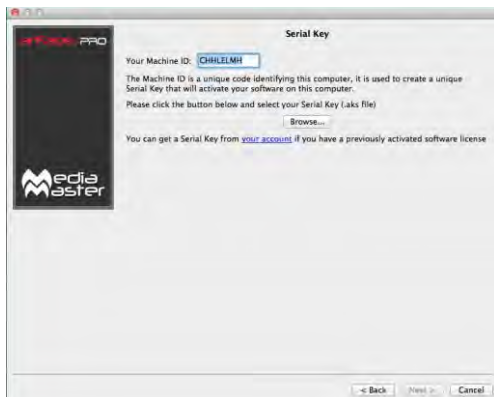 Serial Key
PRO
Your Machine ID: CHHLELMH
The Machine ID is a unique code identifying this computer, it is used to create a unique
Serial Key that will activate your software on this computer.
Please click the button below and select your Serial Key (.aks file)
Browse...
You can get a Serial Key from your account if you have a previously activated software license
Media
Master
< Back Next > Cancel